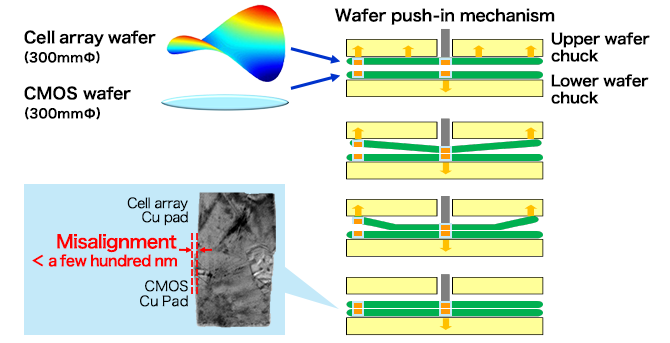 Wafer push-in mechanism
Cell array wafer
(300mmΦ)
CMOS wafer
(300mmΦ)
Upper wafer
chuck
Lower wafer
chuck
Cell array
Cu pad
Misalignment
< a few hundred nm
CMOS
Cu Pad